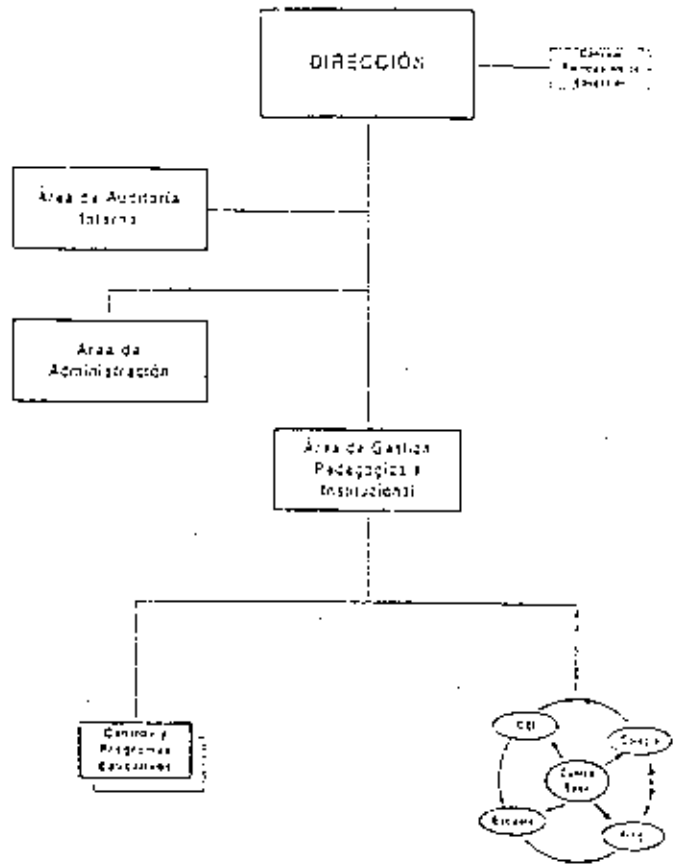 DIRECCIÓN
Área de Auditoría
Interna
Área de
Administración
Área de Gestión
Pedagógica e
Institucional
Centros y
Programas
Educativos
CEI
Centro
Base
Escuela